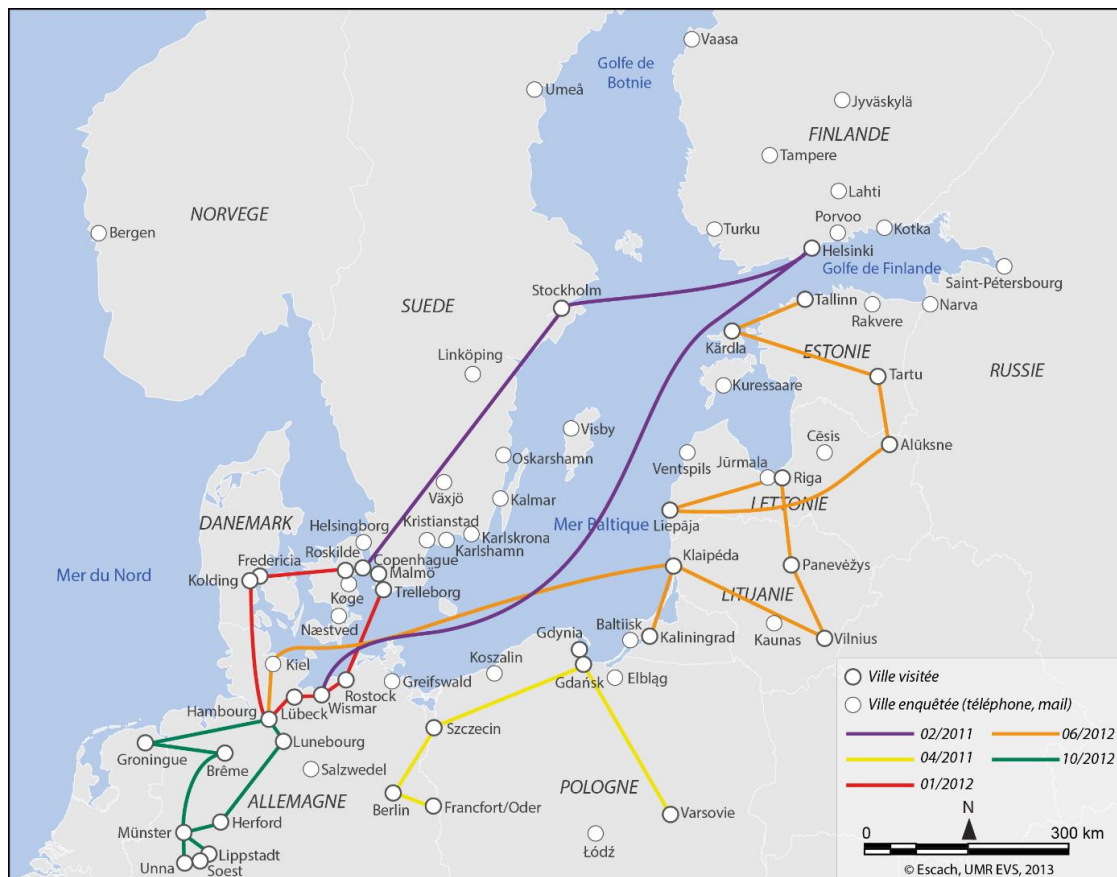 Vaasa
Golfe de
Botnie
Umeå
Jyväskylä
FINLANDE
Tampere
Lahti
NORVEGE
Bergen
Turku
Porvoo
Kotka
Helsinki
Golfe de Finlande
Saint-Pétersbourg
Stockholm
Tallinn
SUEDE
Rakvere
Narva
Kärdla
ESTONIE
Linköping
RUSSIE
Tartu
Kuressaare
Visby
Cēsis
Alūksne
Oskarshamn
Ventspils
Jūrmala
Riga
Växjö
Kalmar
LETTONIE
Liepāja
DANEMARK
Helsingborg
Kristianstad
Mer Baltique
Karlskrona
Karlshamn
Fredericia
Roskilde
Copenhague
Klaipéda
Mer du Nord
Kolding
Malmö
Panevėžys
Køge
Trelleborg
LITUANIE
Næstved
Baltiisk
Kaliningrad
Kaunas
Vilnius
Gdynia
Kiel
Koszalin
Gdańsk
Elbląg
Greifswald
Rostock
Wismar
Hambourg
Lübeck
Szczecin
Lunebourg
Groningue
Brême
Salzwedel
POLOGNE
ALLEMAGNE
Berlin
Francfort/Oder
Varsovie
Herford
Münster
Łódź
Lippstadt
Unna
Soest
Ville visitée
Ville enquêtée (téléphone, mail)
02/2011
06/2012
04/2011
10/2012
01/2012
N
0
300 km
© Escach, UMR EVS, 2013